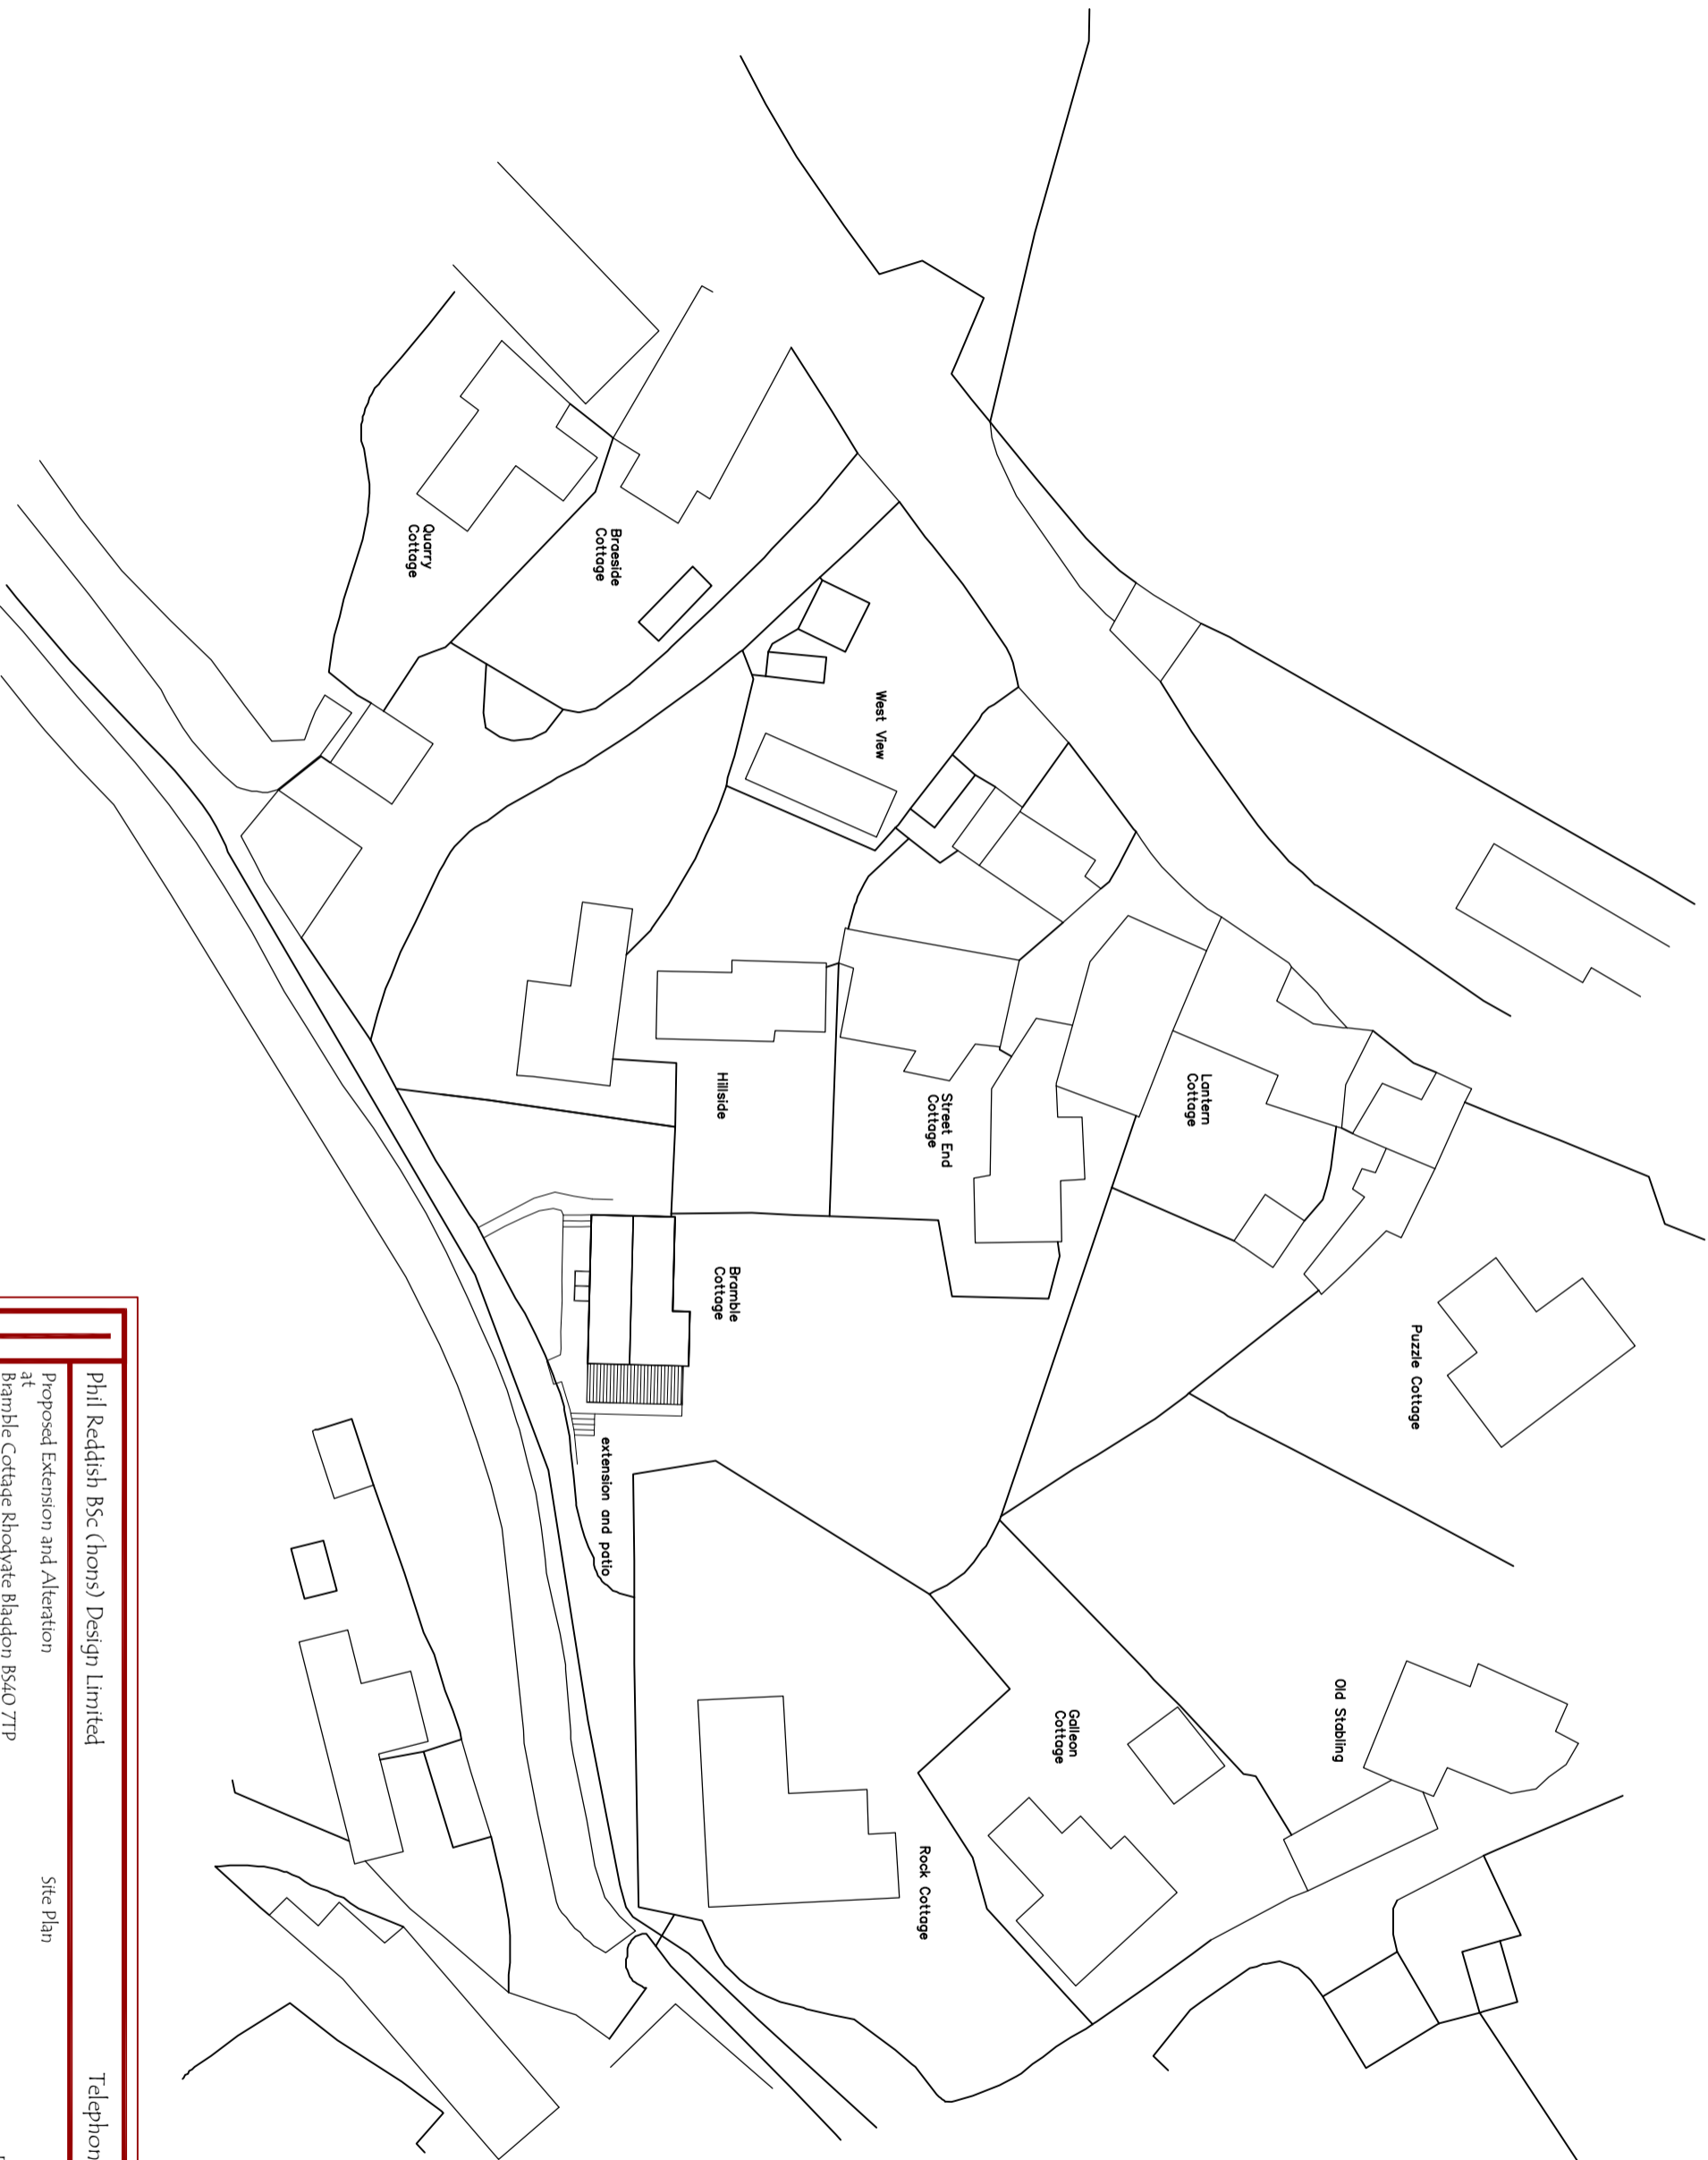 Puzzle Cottage
Old Stabling
Lantern
Cottage
Galleon
Cottage
Street End
Cottage
Rock Cottage
West View
Bramble
Cottage
Hillside
Braeside
Cottage
extension and patio
Quarry
Cottage
Phil Reddish BSc (hons) Design Limited
Proposed Extension and Alteration
at
Bramble Cottage Rhodyate Blagdon BS40 7TP
Site Plan